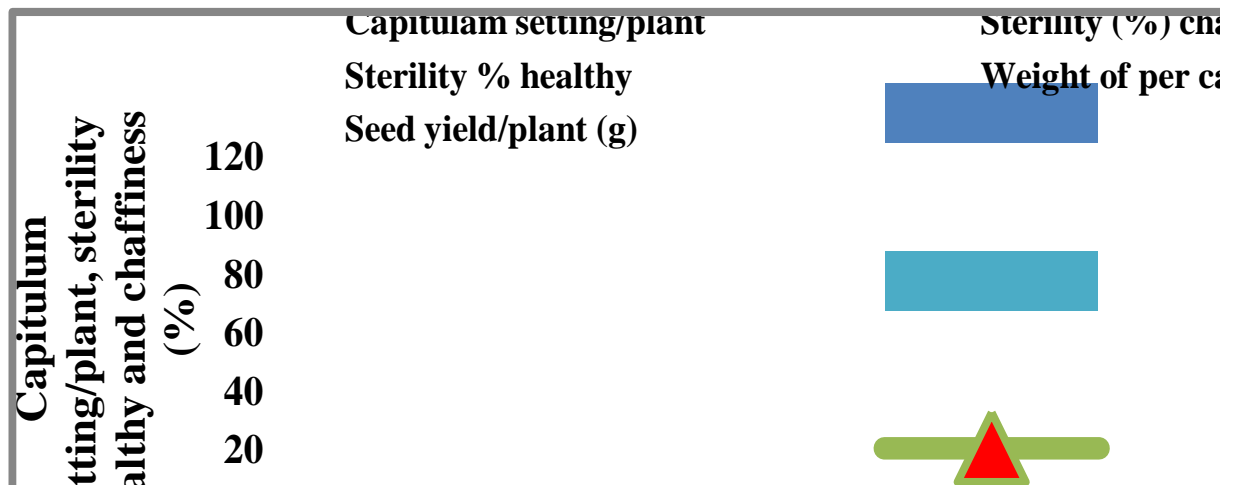 Capitulam setting/plant
Sterility (%) cha
Sterility % healthy
Weight of per ca
Seed yield/plant (g)
Capitulum
tting/plant, sterility
althy and chaffiness
(%)
120
100
80
60
40
20